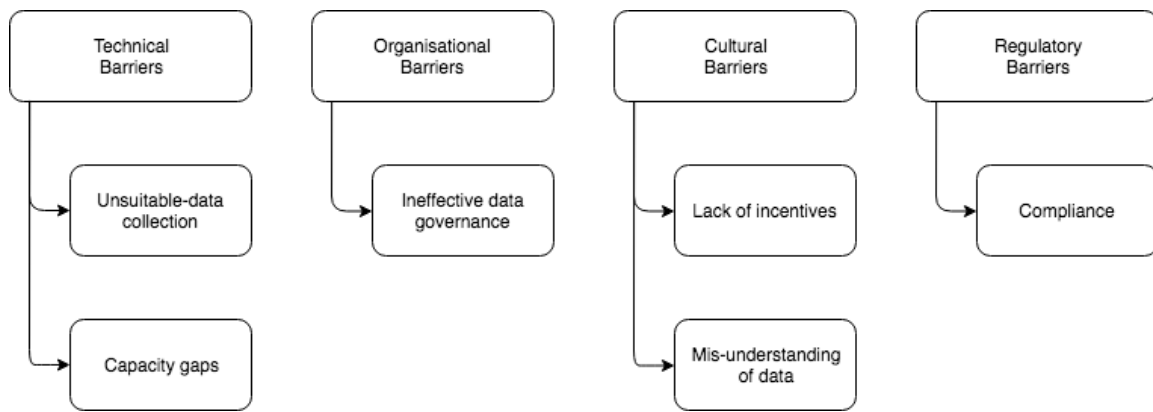 Technical
Barriers
Organisational
Barriers
Cultural
Barriers
Regulatory
Barriers
Unsuitable-data
collection
Ineffective data
governance
Lack of incentives
Compliance
Capacity gaps
Mis-understanding
of data